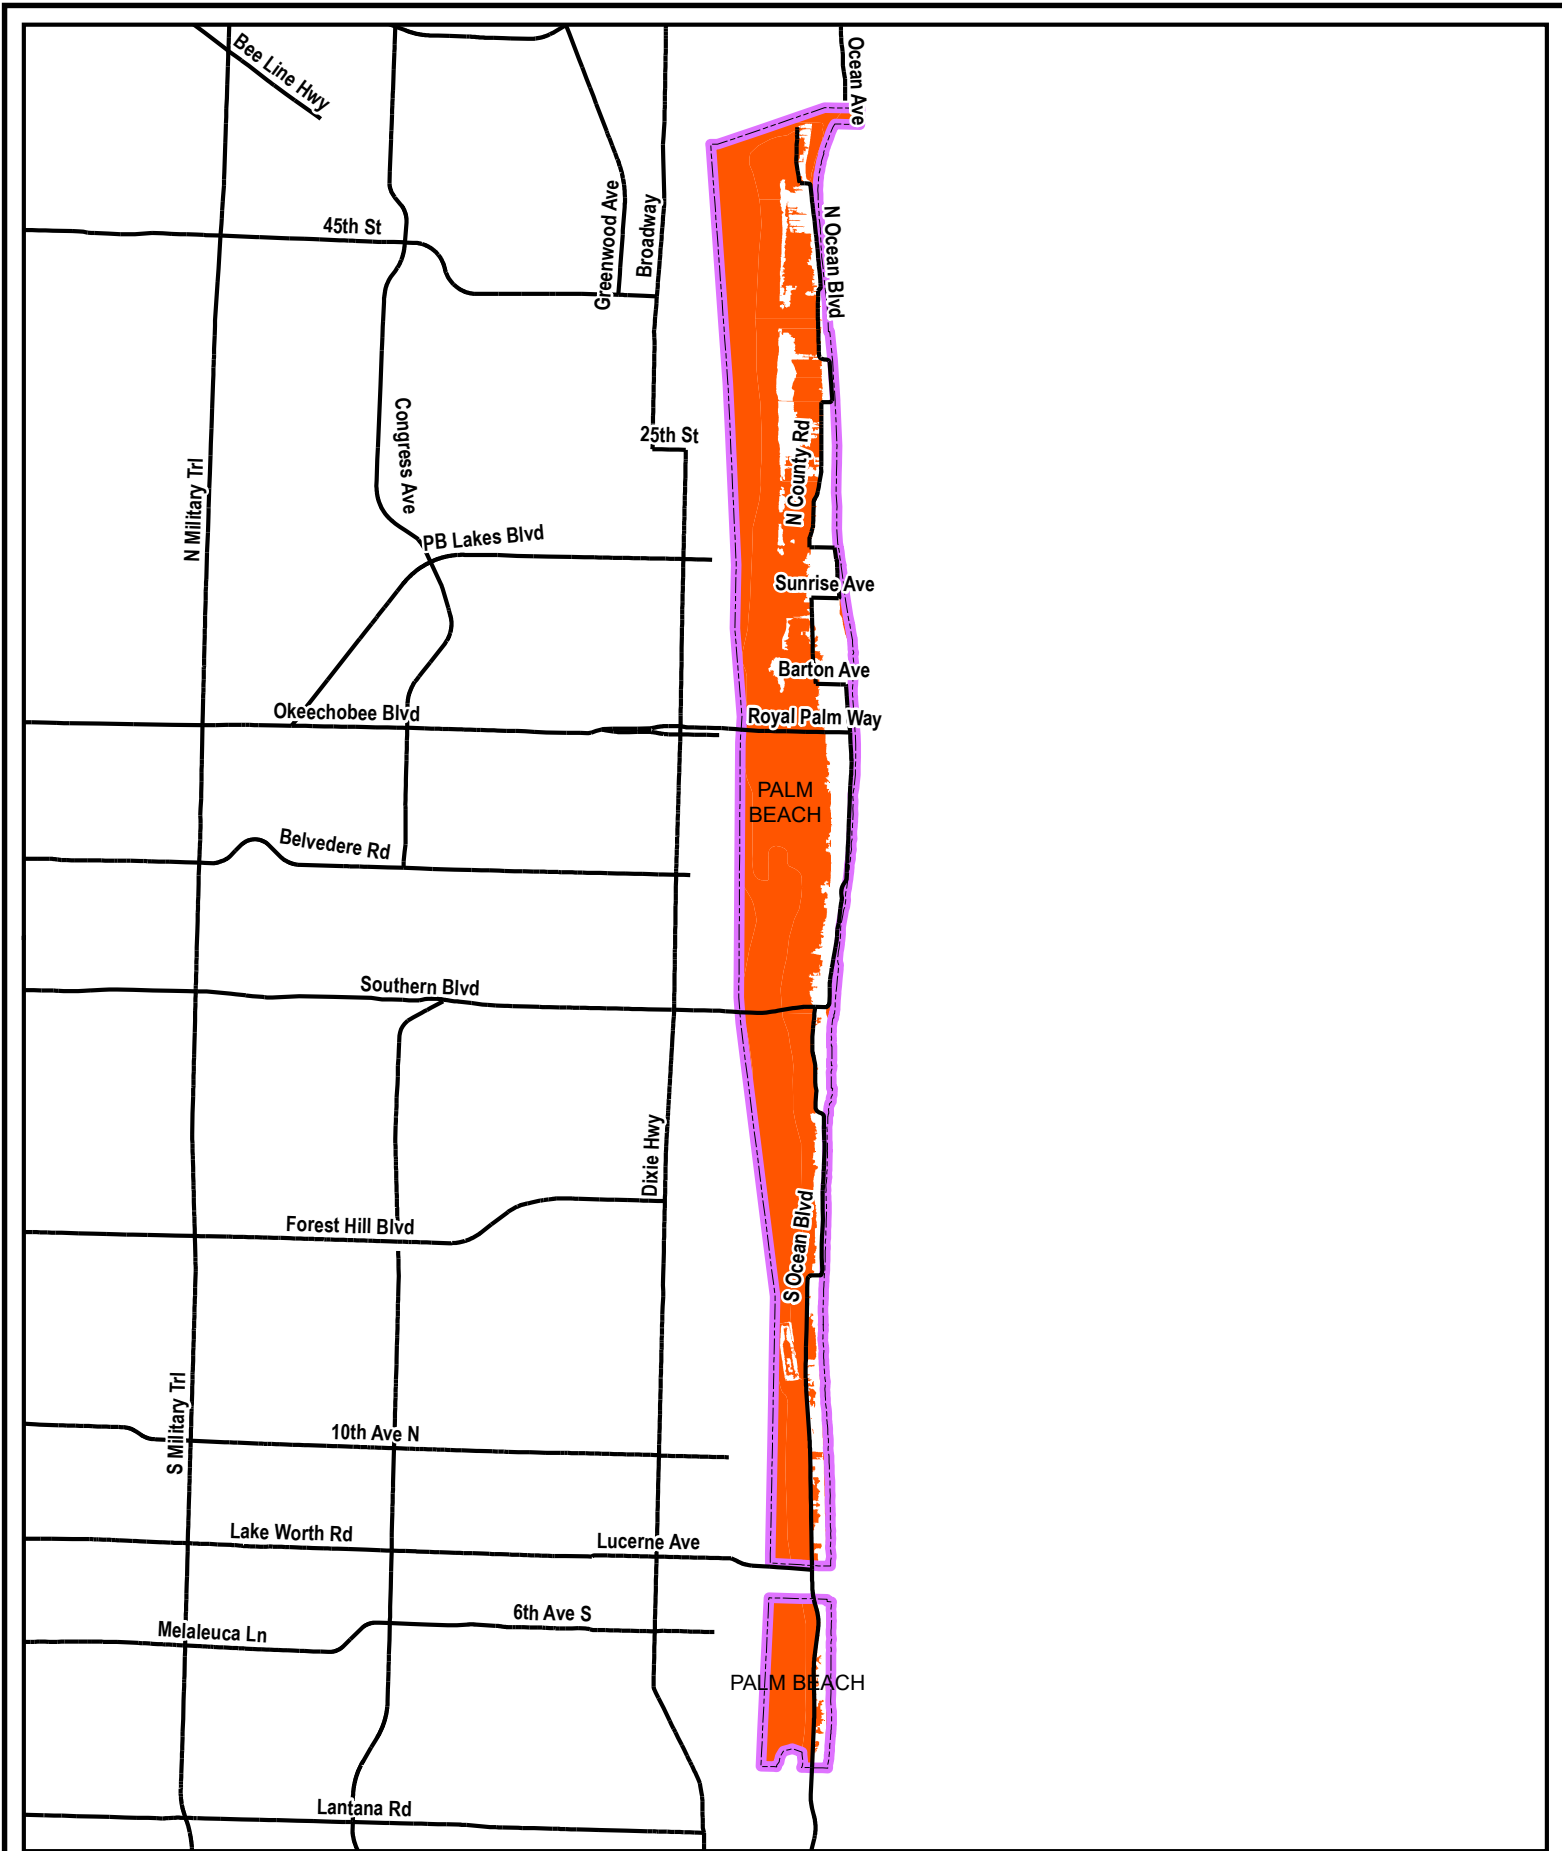 Bee Line Hwy
Ocean Ave
45th St
Greenwood Ave
Broadway
N Ocean Blvd
N Military Trl
Congress Ave
25th St
N County Rd
PB Lakes Blvd
Sunrise Ave
Barton Ave
Okeechobee Blvd
Royal Palm Way
PALM
BEACH
Belvedere Rd
Southern Blvd
Dixie Hwy
Forest Hill Blvd
S Ocean Blvd
S Military Trl
10th Ave N
Lake Worth Rd
Lucerne Ave
6th Ave S
Melaleuca Ln
PALM BEACH
Lantana Rd